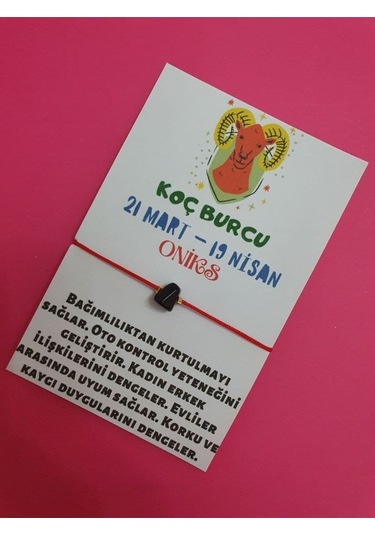 KOÇ BURCU
21 MART – 19 NİSAN
ONİKS
BAĞIMLILIKTAN KURTULMAYI
SAĞLAR. OTO KONTROL YETENEĞİNİ
GELİŞTİRİR. KADIN ERKEK
İLİŞKİLERİNİ DENGELER. EVLİLER
ARASINDA UYUM SAĞLAR. KORKU VE
KAYGI DUYGULARINI DENGELER.